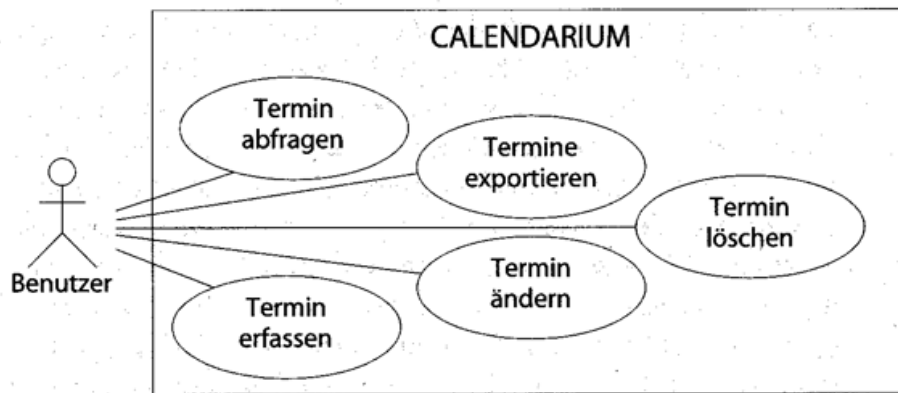 CALENDARIUM
Termin
abfragen
Termine
exportieren
Termin
löschen
Benutzer
Termin
ändern
Termin
erfassen